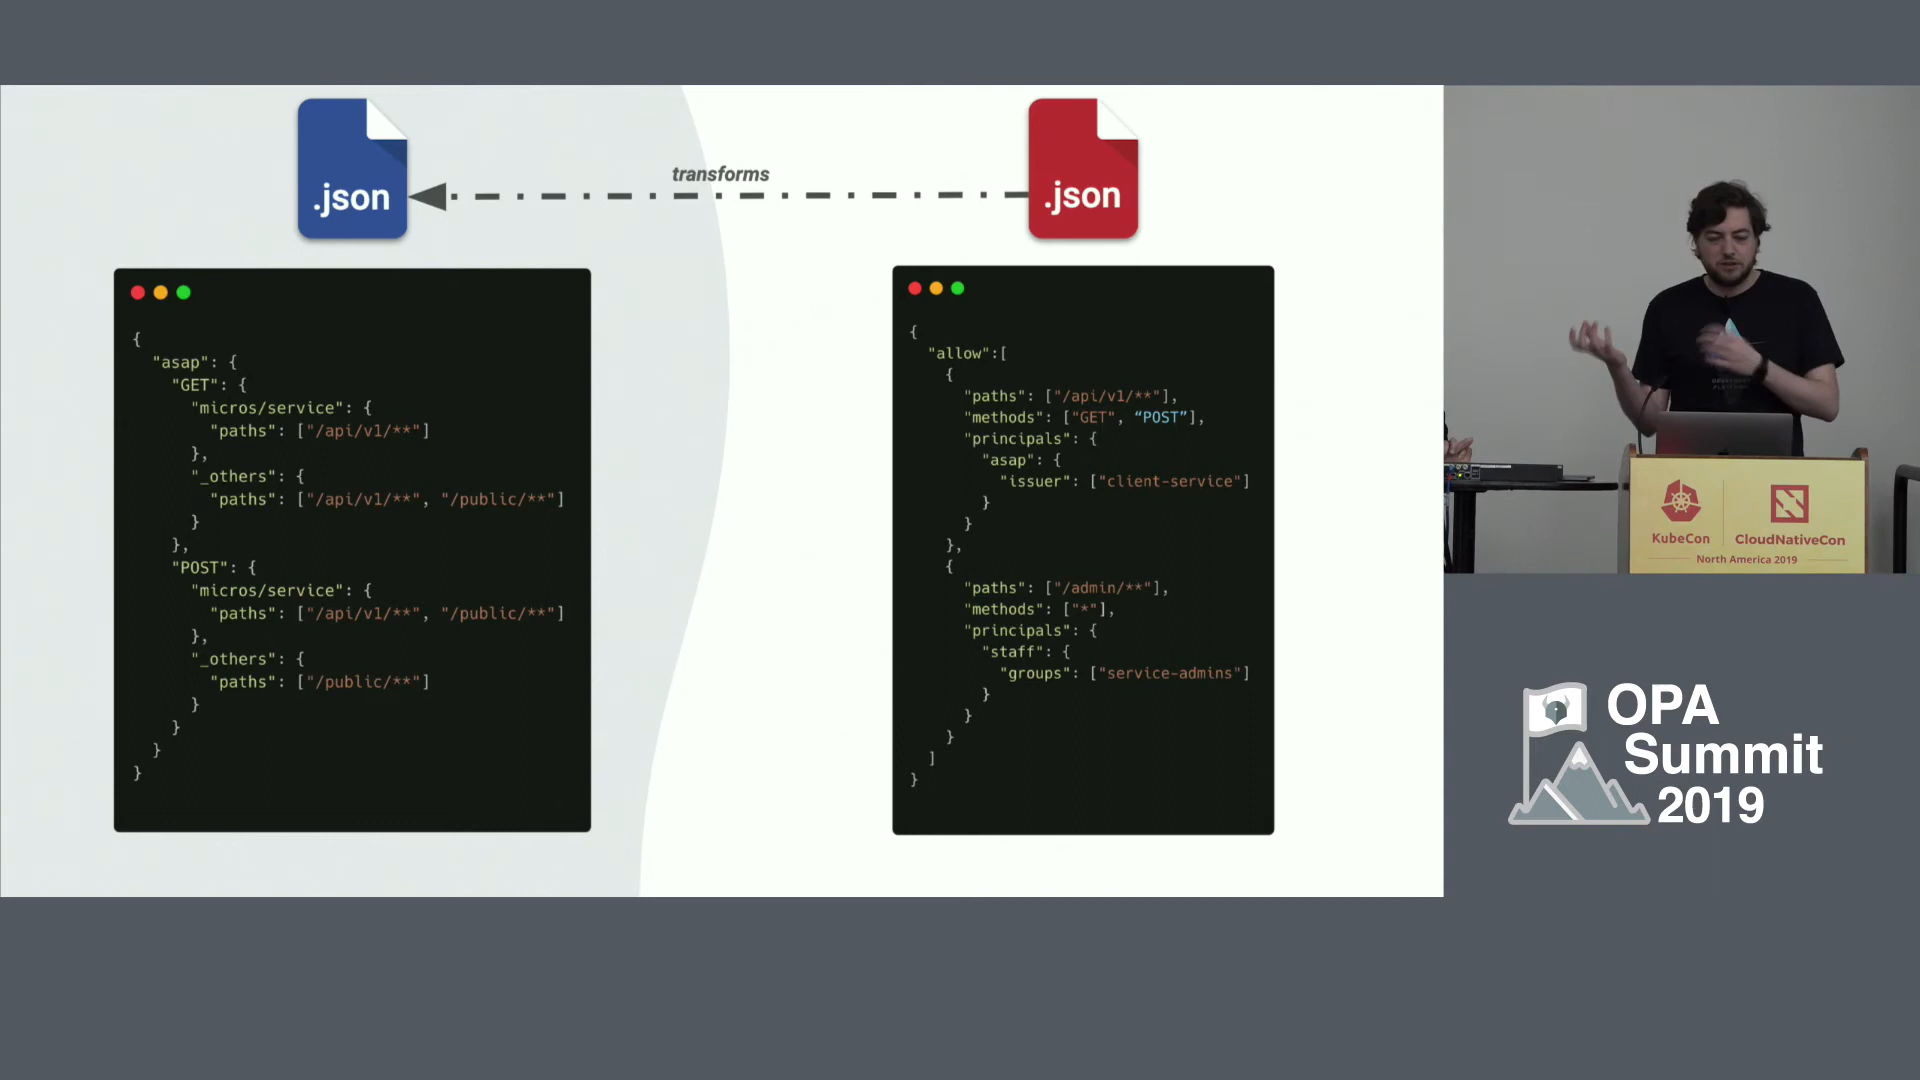 .json
transforms
.json
{
"asap": {
"GET": {
"micros/service": {
"paths": ["/api/v1/**"]
},
"_others": {
"paths": ["/api/v1/**", "/public/**"]
}
},
"POST": {
"micros/service": {
"paths": ["/api/v1/**", "/public/**"]
},
"_others": {
"paths": ["/public/**"]
}
}
}
}
{
"allow":[
{
"paths": ["/api/v1/**"],
"methods": ["GET", “POST”],
"principals": {
"asap": {
"issuer": ["client-service"]
}
}
},
{
"paths": ["/admin/**"],
"methods": ["*"],
"principals": {
"staff": {
"groups": ["service-admins"]
}
}
}
]
}
KubeCon
CloudNativeCon
North America 2019
OPA
Summit
2019